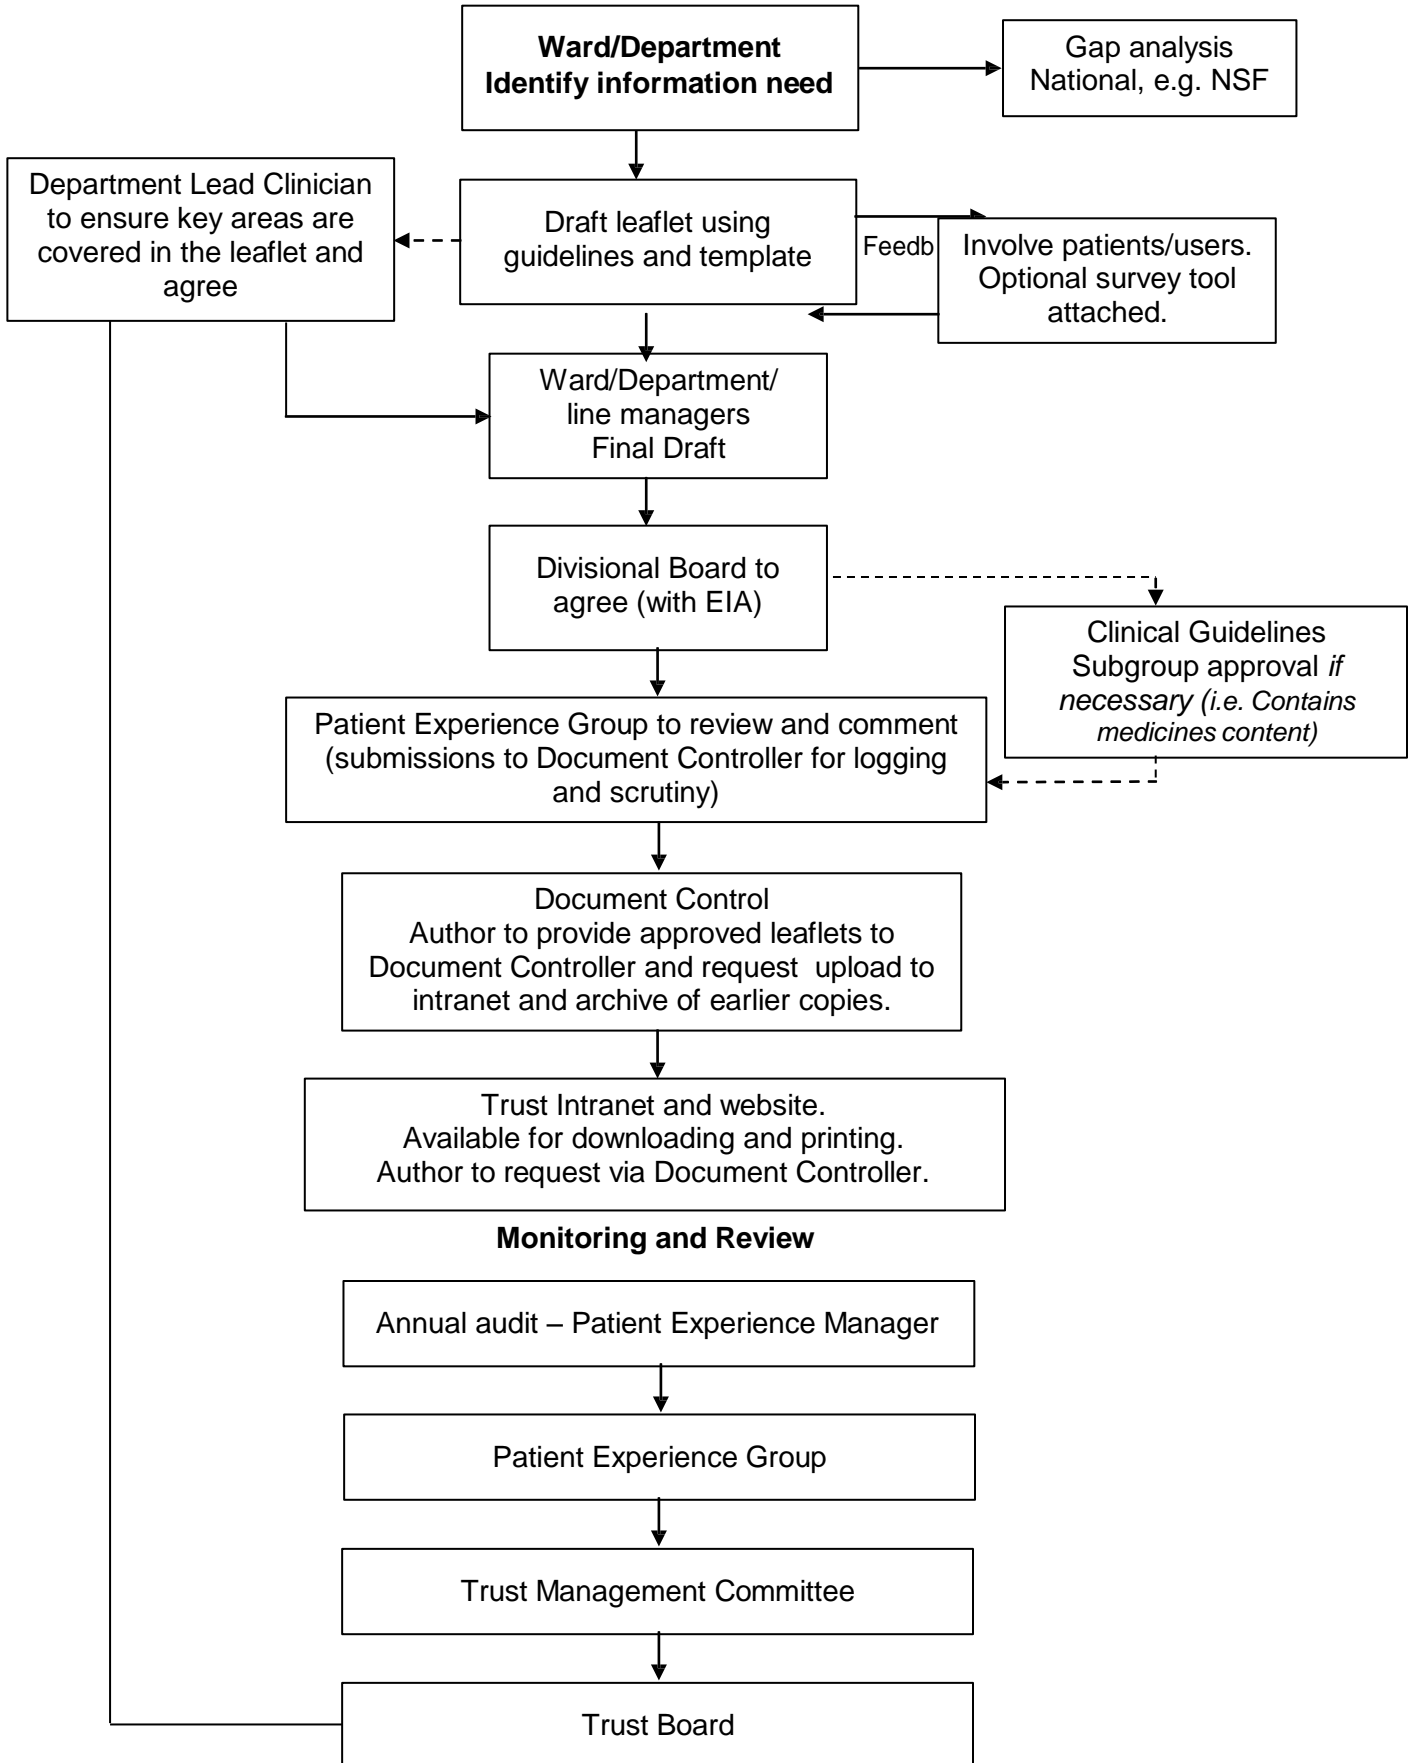 Ward/Department
Identify information need
Gap analysis
National, e.g. NSF
Department Lead Clinician
to ensure key areas are
covered in the leaflet and
agree
Draft leaflet using
guidelines and template
Feedb
Involve patients/users.
Optional survey tool
attached.
Ward/Department/
line managers
Final Draft
Divisional Board to
agree (with EIA)
Clinical Guidelines
Subgroup approval if
necessary (i.e. Contains
medicines content)
Patient Experience Group to review and comment
(submissions to Document Controller for logging
and scrutiny)
Document Control
Author to provide approved leaflets to
Document Controller and request upload to
intranet and archive of earlier copies.
Trust Intranet and website.
Available for downloading and printing.
Author to request via Document Controller.
Monitoring and Review
Annual audit – Patient Experience Manager
Patient Experience Group
Trust Management Committee
Trust Board